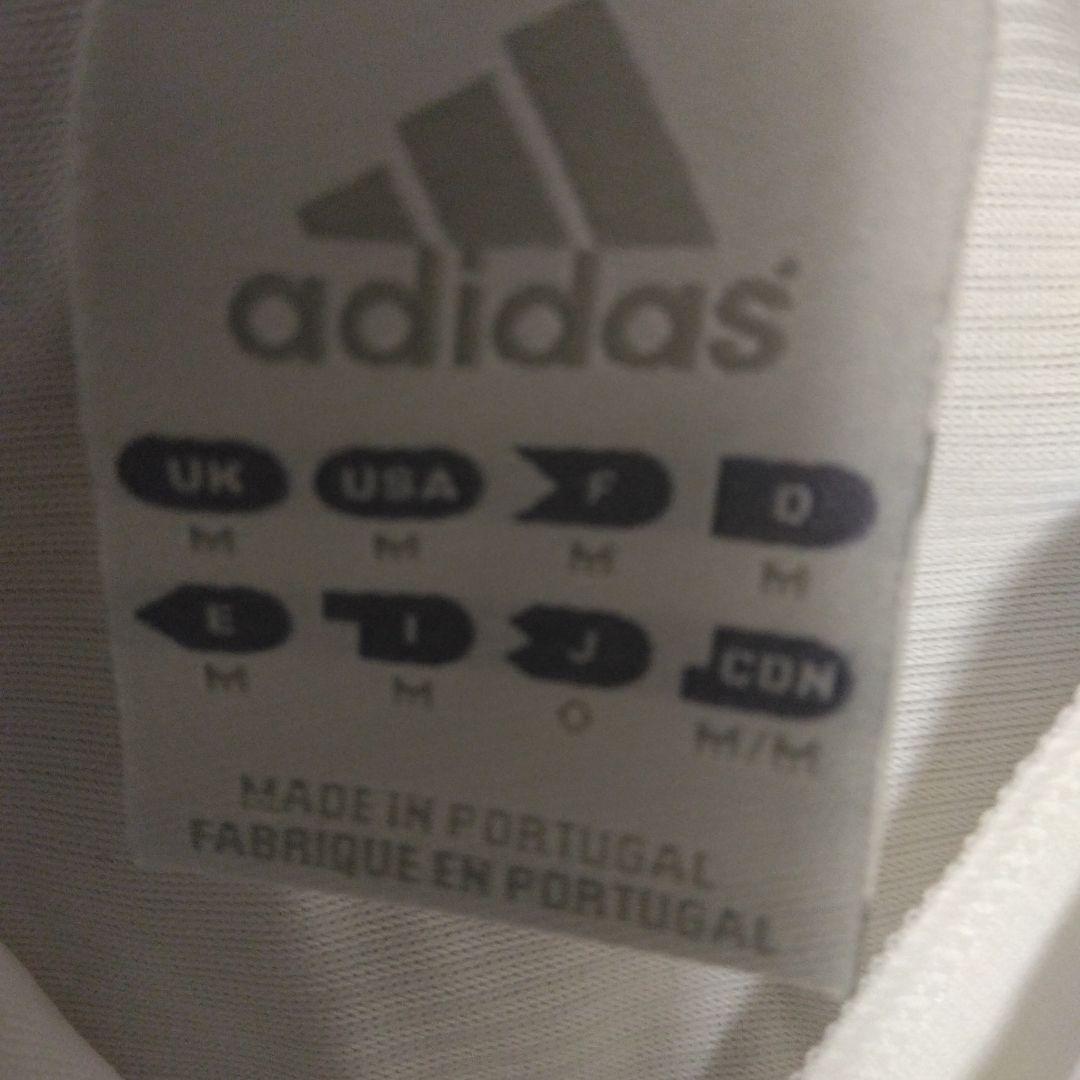 adidas
UK USA F D
M M M M
E I J CDN
M M O M/M
MADE IN PORTUGAL
FABRIQUE EN PORTUGAL